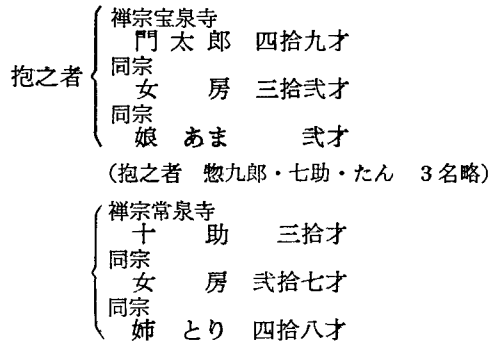 禅宗宝泉寺
門太郎 四拾九才
同宗
抱之者
女房 三拾弐才
同宗
娘 あま 弐才
(抱之者 惣九郎・七助・たん 3名略)
禅宗常泉寺
十助 三拾才
同宗
女房 弐拾七才
同宗
姉 とり 四拾八才